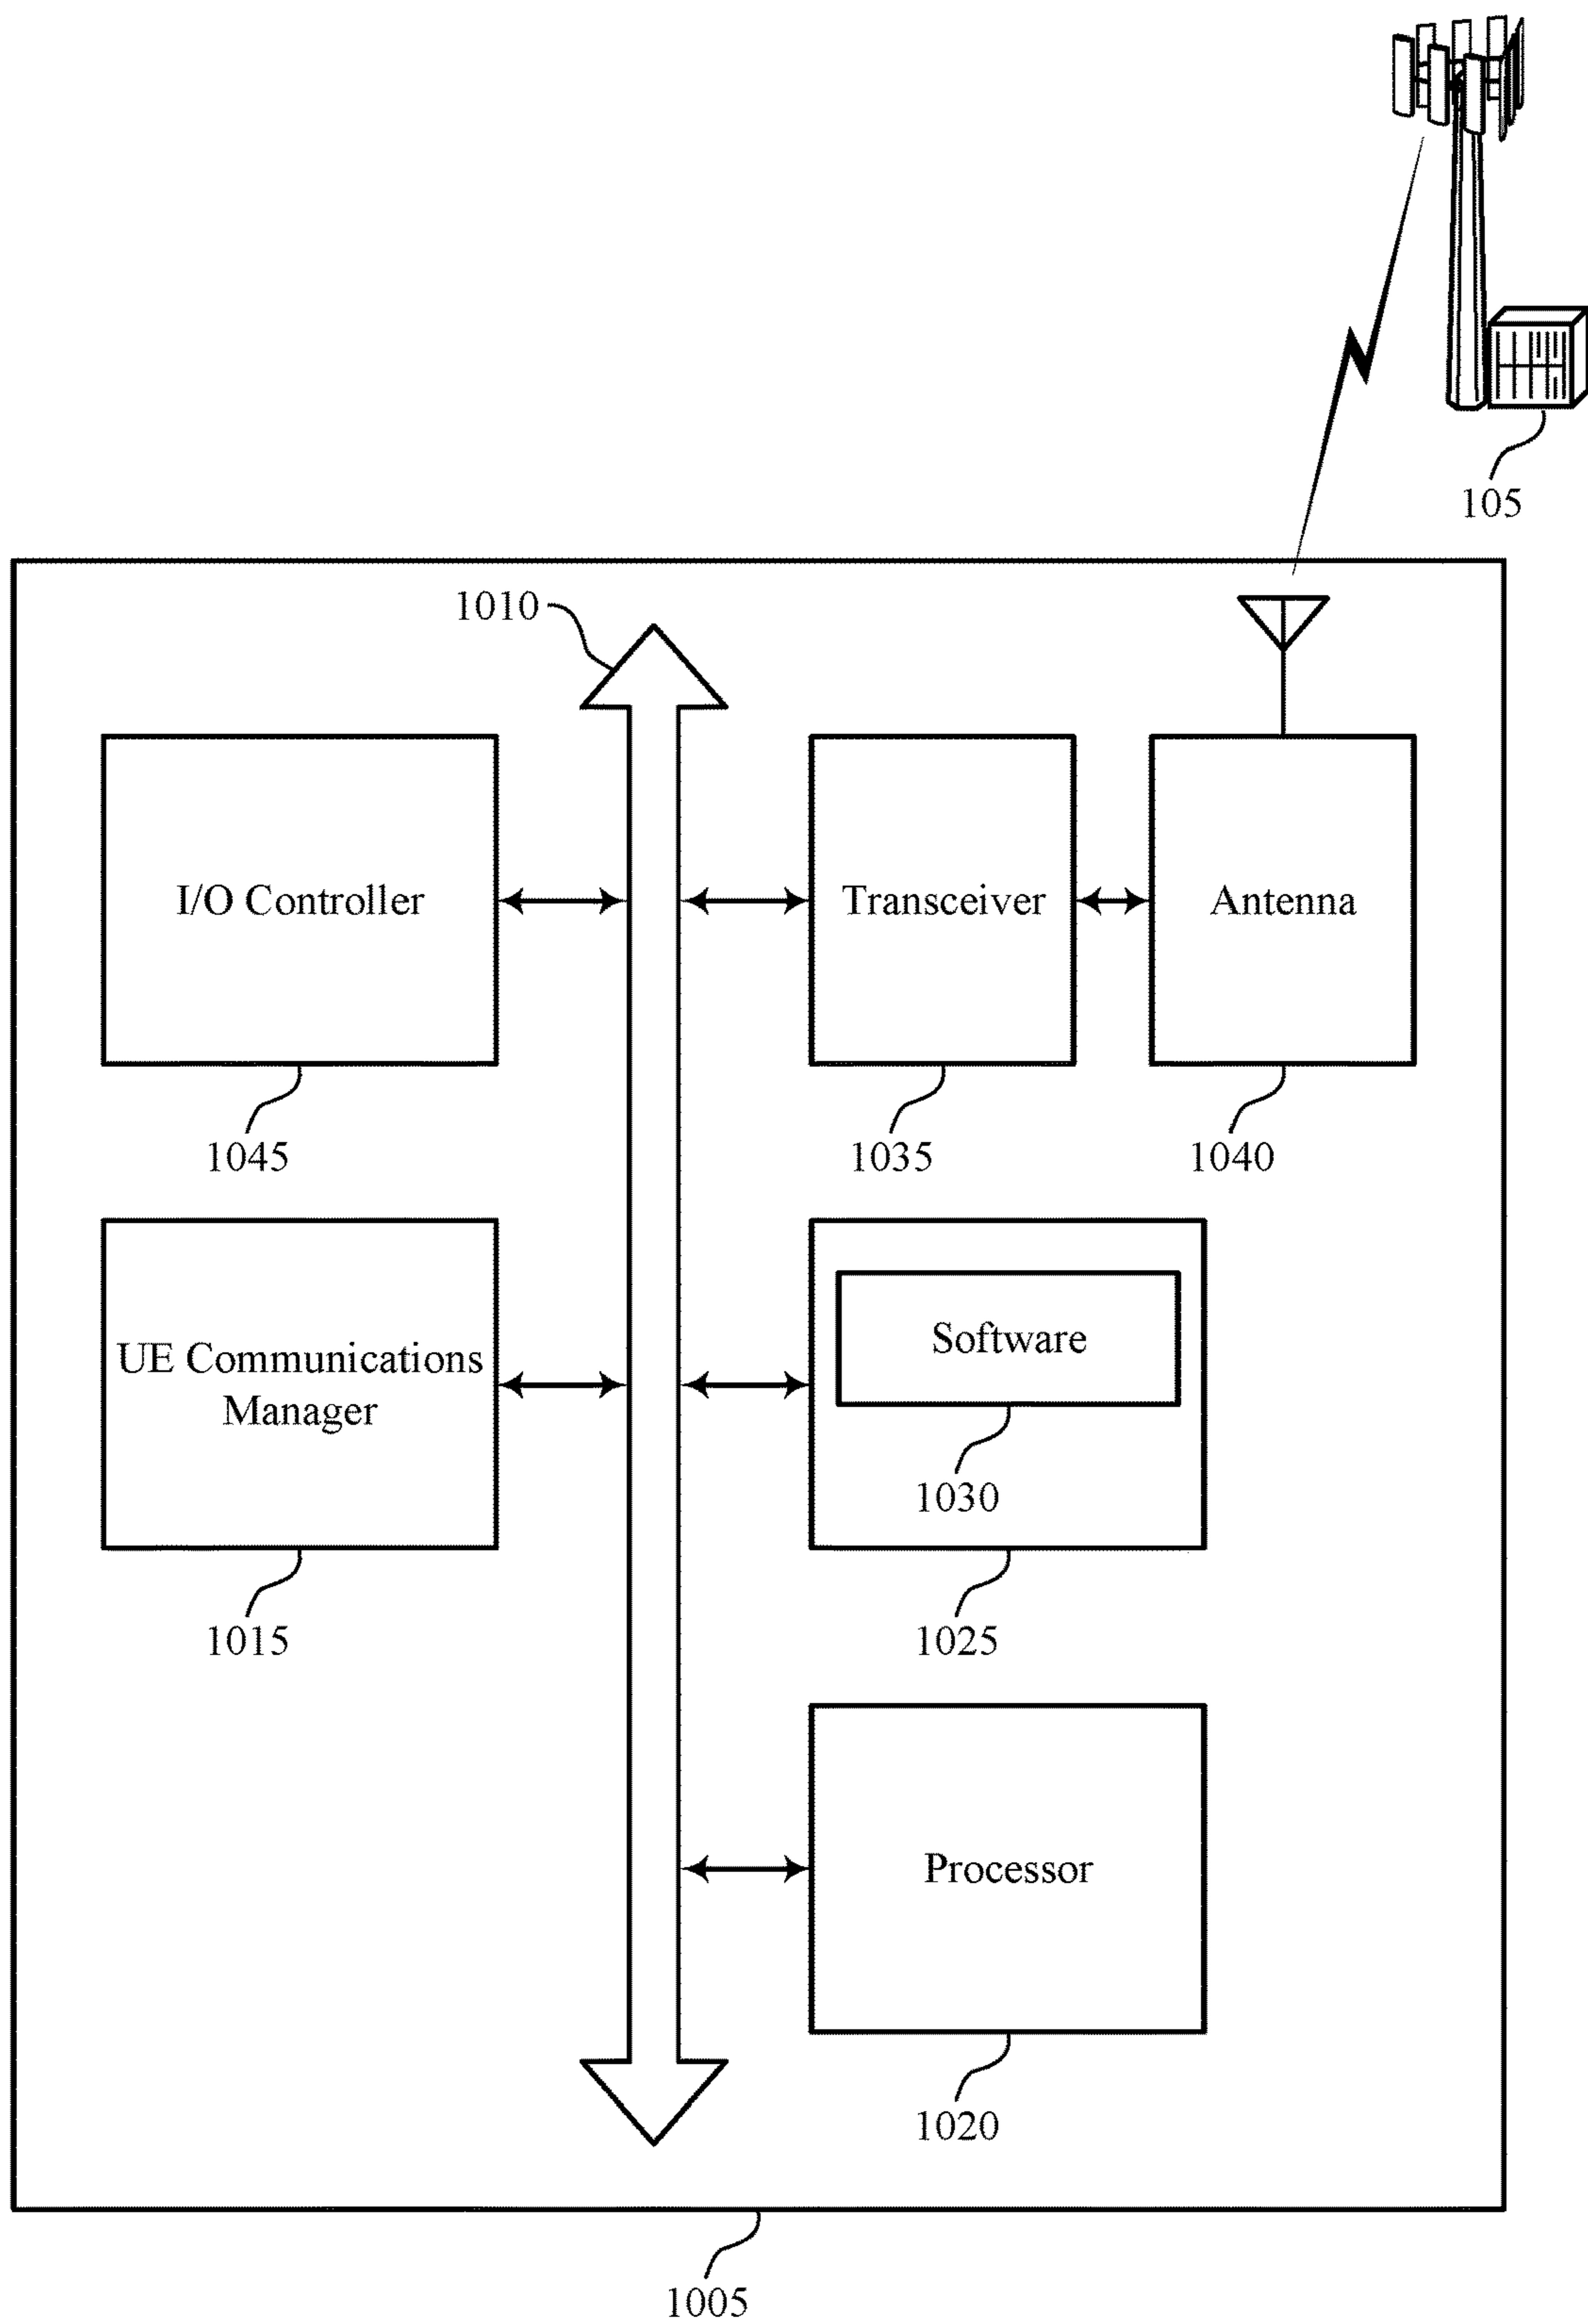 105
1010
I/O Controller
Transceiver
Antenna
1045
1035
1040
UE Communications
Manager
Software
1030
1015
1025
Processor
1020
1005